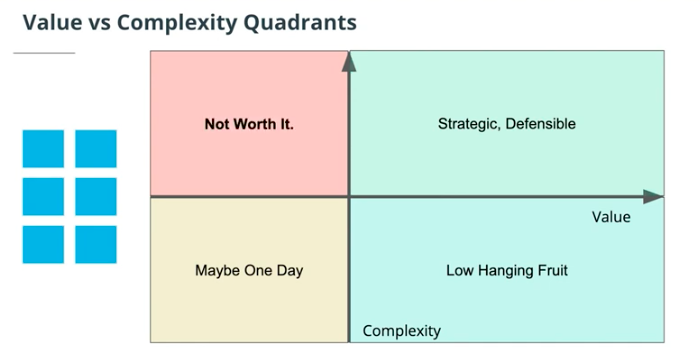 Value vs Complexity Quadrants
Not Worth It.
Strategic, Defensible
Value
Maybe One Day
Low Hanging Fruit
Complexity